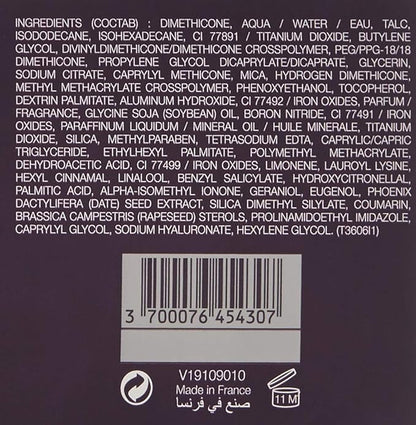 INGREDIENTS (COCTAB) : DIMETHICONE, AQUA / WATER / EAU, TALC,
ISODODECANE, ISOHEXADECANE, CI 77891 / TITANIUM DIOXIDE, BUTYLENE
GLYCOL, DIVINYLDIMETHICONE/DIMETHICONE CROSSPOLYMER, PEG/PPG-18/18
DIMETHICONE, PROPYLENE GLYCOL DICAPRYLATE/DICAPRATE, GLYCERIN,
SODIUM CITRATE, CAPRYLYL METHICONE, MICA, HYDROGEN DIMETHICONE,
METHYL METHACRYLATE CROSSPOLYMER, PHENOXYETHANOL, TOCOPHEROL,
DEXTRIN PALMITATE, ALUMINUM HYDROXIDE, CI 77492 / IRON OXIDES, PARFUM /
FRAGRANCE, GLYCINE SOJA (SOYBEAN) OIL, BORON NITRIDE, CI 77491 / IRON
OXIDES, PARAFFINUM LIQUIDUM / MINERAL OIL / HUILE MINERALE, TITANIUM
DIOXIDE, SILICA, METHYLPARABEN, TETRASODIUM EDTA, CAPRYLIC/CAPRIC
TRIGLYCERIDE, ETHYLHEXYL PALMITATE, POLYMETHYL METHACRYLATE,
DEHYDROACETIC ACID, CI 77499 / IRON OXIDES, LIMONENE, LAUROYL LYSINE,
HEXYL CINNAMAL, LINALOOL, BENZYL SALICYLATE, HYDROXYCITRONELLAL,
PALMITIC ACID, ALPHA-ISOMETHYL IONONE, GERANIOL, EUGENOL, PHOENIX
DACTYLIFERA (DATE) SEED EXTRACT, SILICA DIMETHYL SILYLATE, COUMARIN,
BRASSICA CAMPESTRIS (RAPESEED) STEROLS, PROLINAMIDOETHYL IMIDAZOLE,
CAPRYLYL GLYCOL, SODIUM HYALURONATE, HEXYLENE GLYCOL. (T3606I1)
3 700076 454307
V19109010
Made in France
صنع في فرنسا
11 M